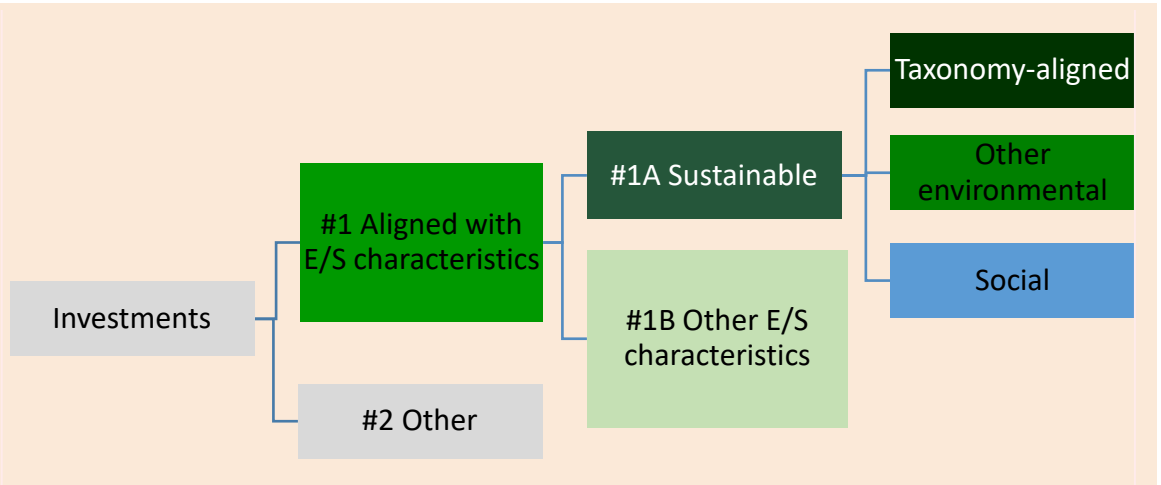 Investments
#1 Aligned with
E/S characteristics
#2 Other
#1A Sustainable
#1B Other E/S
characteristics
Taxonomy-aligned
Other
environmental
Social